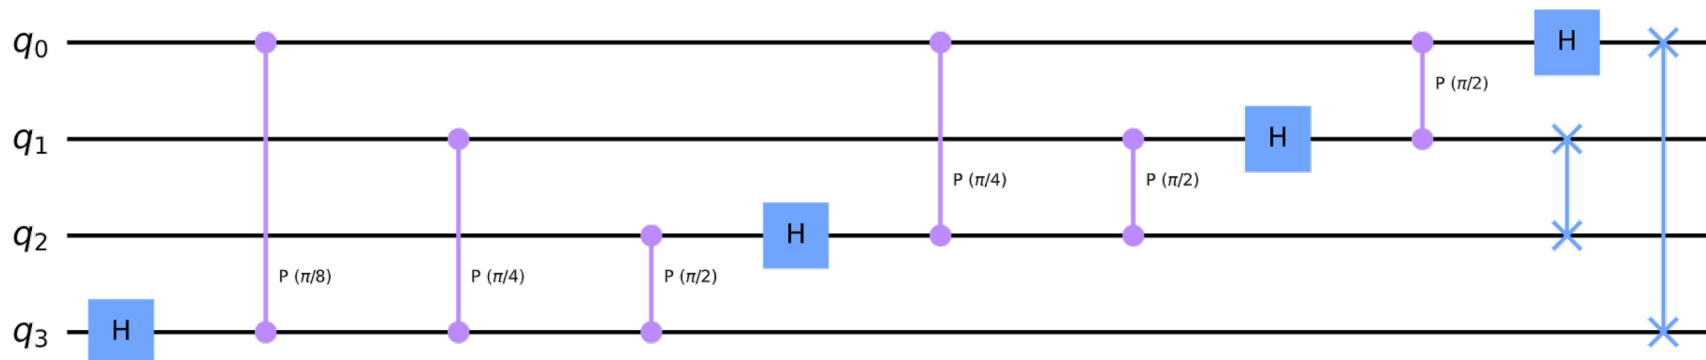 q₀ H
P (π/2)
q₁ H
P (π/4) P (π/2)
q₂ H
P (π/8) P (π/4) P (π/2)
q₃ H